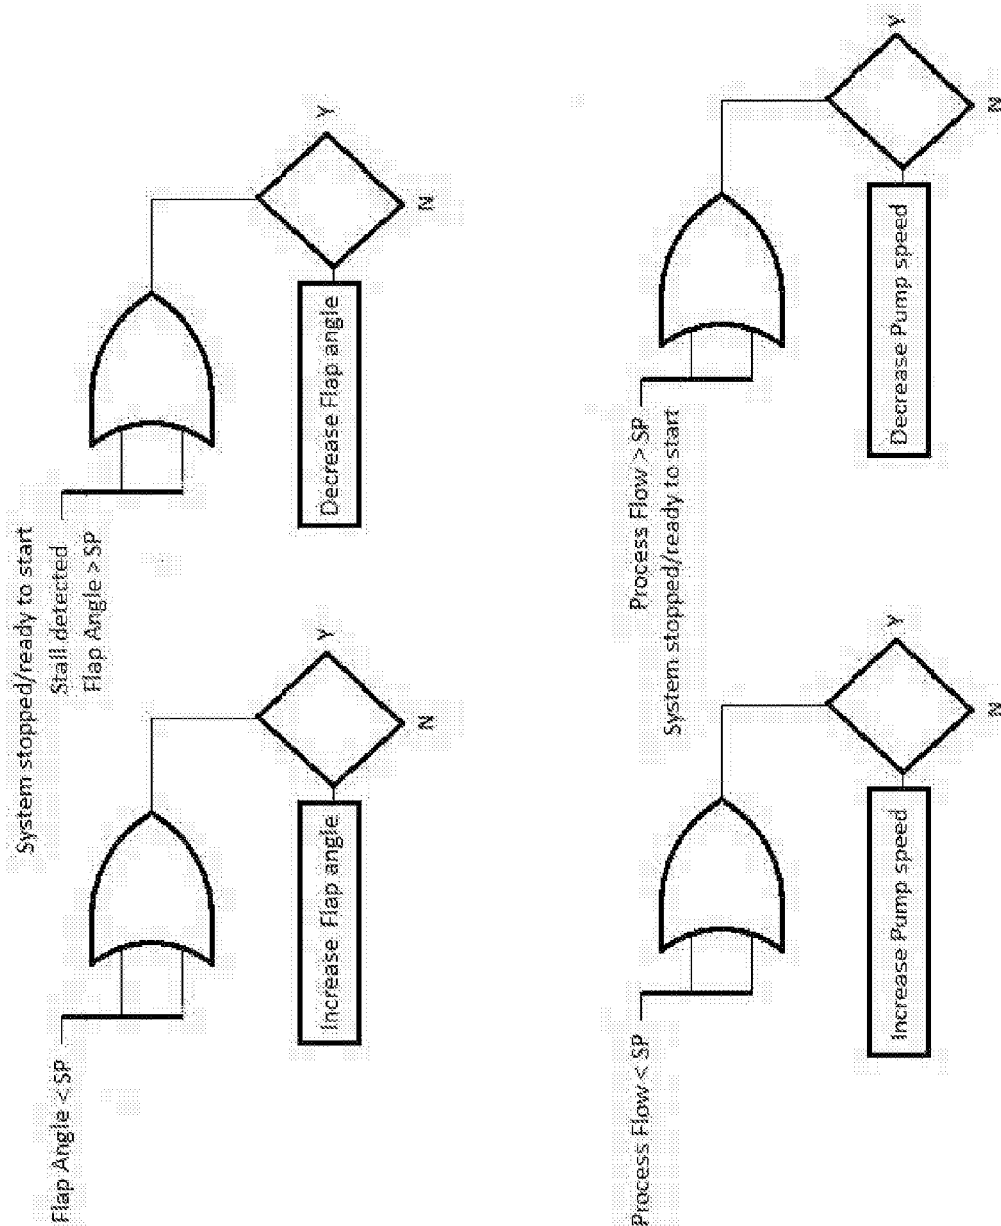 Flap Angle < SP
Increase Flap angle
Y
N
System stopped/ready to start
Stall detected
Flap Angle > SP
Decrease Flap angle
Y
N
Process Flow < SP
Increase Pump speed
Y
N
Process Flow > SP
System stopped/ready to start
Decrease Pump speed
Y
N